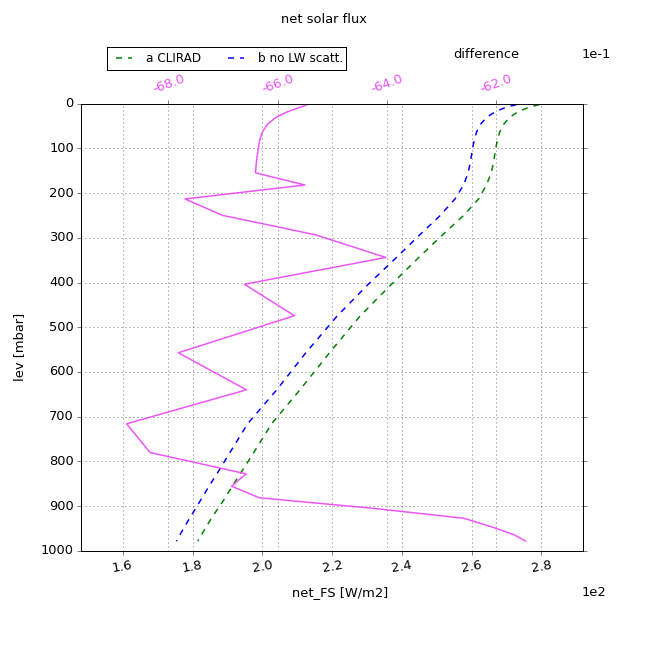 net solar flux
a CLIRAD b no LW scatt. difference 1e-1
-68.0 -66.0 -64.0 -62.0
0
100
200
300
400
500
600
700
800
900
1000
lev [mbar]
1.6 1.8 2.0 2.2 2.4 2.6 2.8
net_FS [W/m2] 1e2